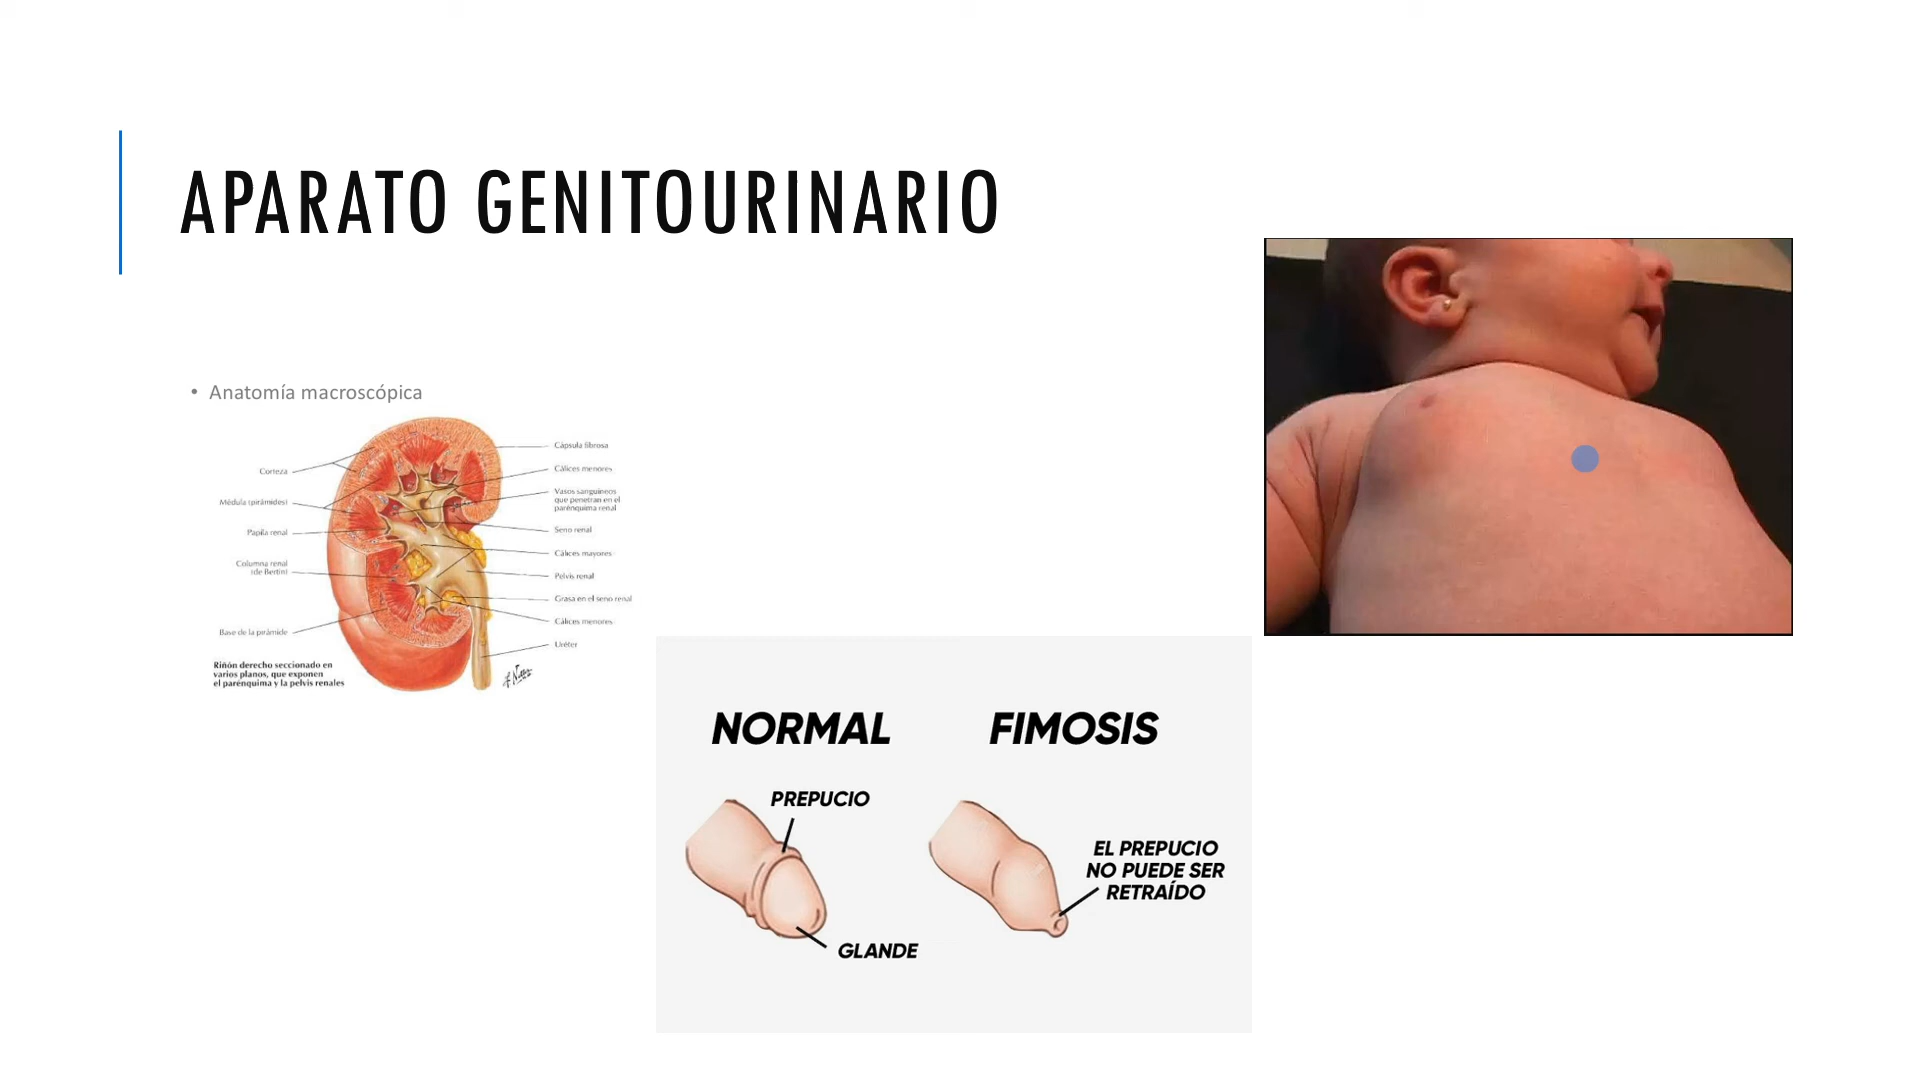 APARATO GENITOURINARIO
• Anatomía macroscópica
Corteza
Médula (pirámides)
Papila renal
Columna renal
(de Bertin)
Base de la pirámide
Cápsula fibrosa
Cálices menores
Vasos sanguíneos
que penetran en el
parénquima renal
Seno renal
Cálices mayores
Pelvis renal
Grasa en el seno renal
Cálices menores
Uréter
Riñón derecho seccionado en
varios planos, que exponen
el parénquima y la pelvis renales
NORMAL
PREPUCIO
GLANDE
FIMOSIS
EL PREPUCIO
NO PUEDE SER
RETRAÍDO